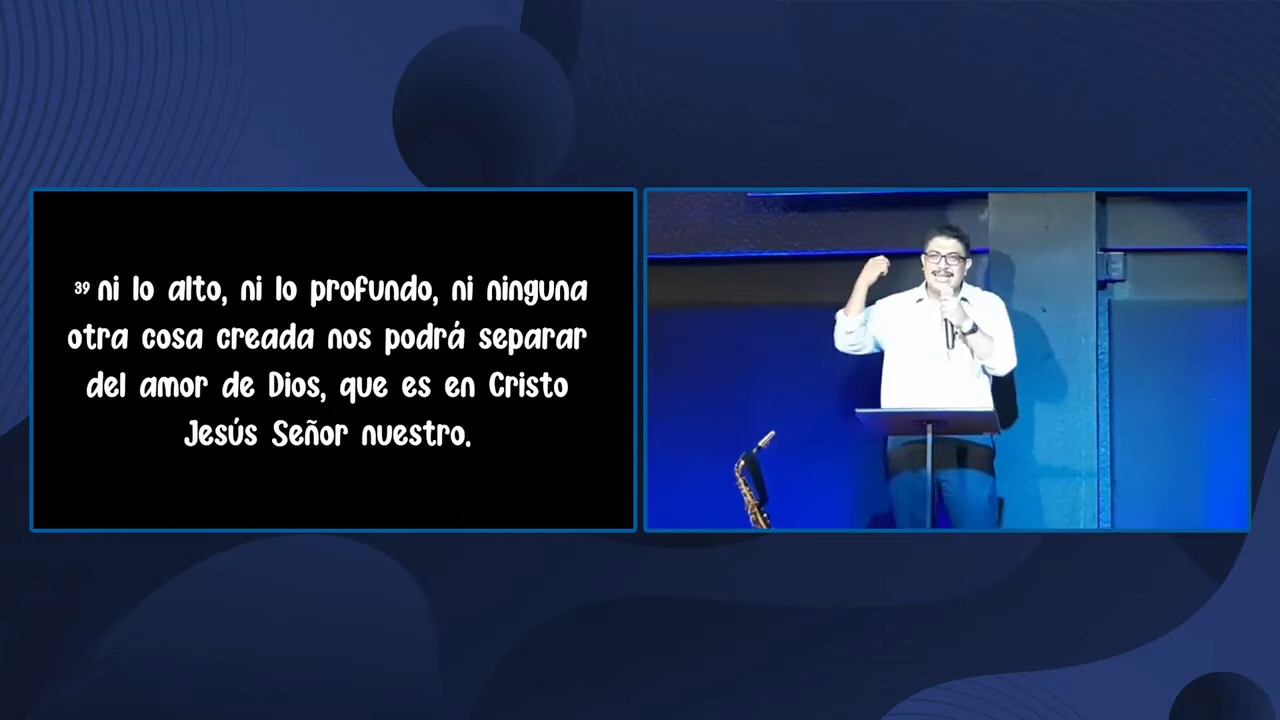 39 ni lo alto, ni lo profundo, ni ninguna
otra cosa creada nos podrá separar
del amor de Dios, que es en Cristo
Jesús Señor nuestro.